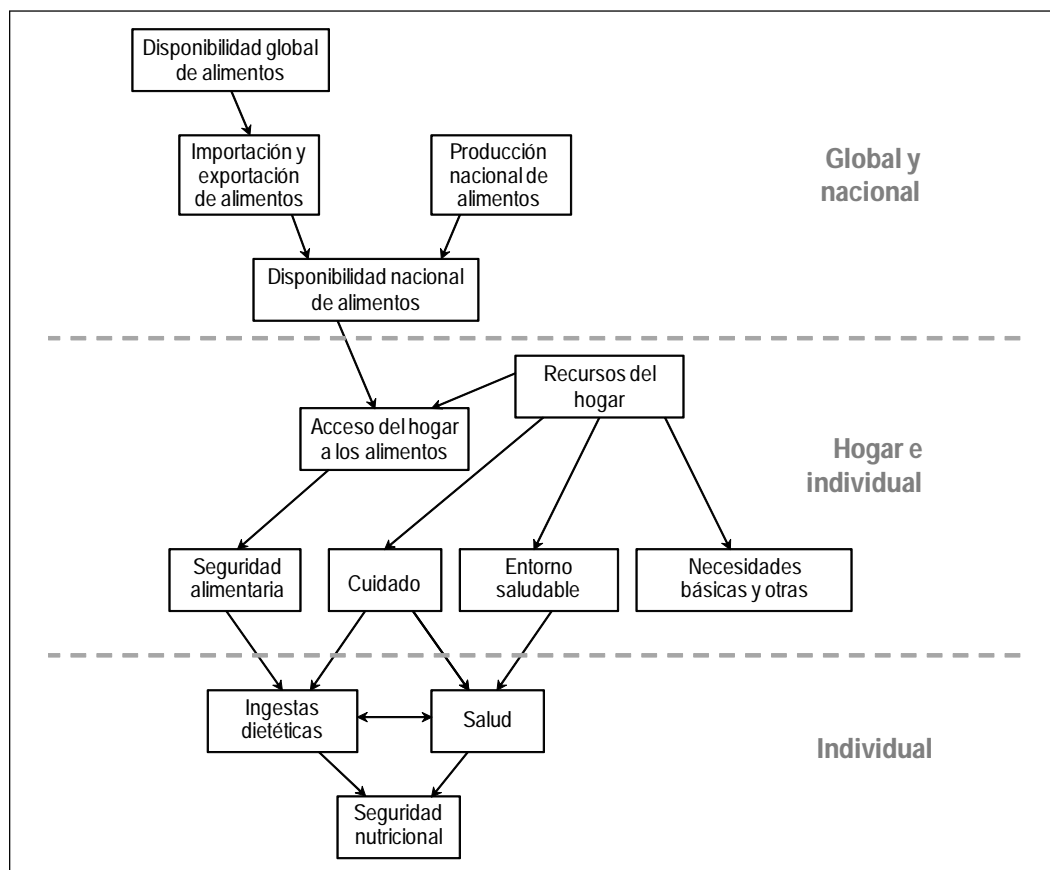 Disponibilidad global
de alimentos
Importación y
exportación
de alimentos
Producción
nacional de
alimentos
Global y
nacional
Disponibilidad nacional
de alimentos
Recursos del
hogar
Acceso del hogar
a los alimentos
Hogar e
individual
Seguridad
alimentaria
Cuidado
Entorno
saludable
Necesidades
básicas y otras
Ingestas
dietéticas
Salud
Individual
Seguridad
nutricional